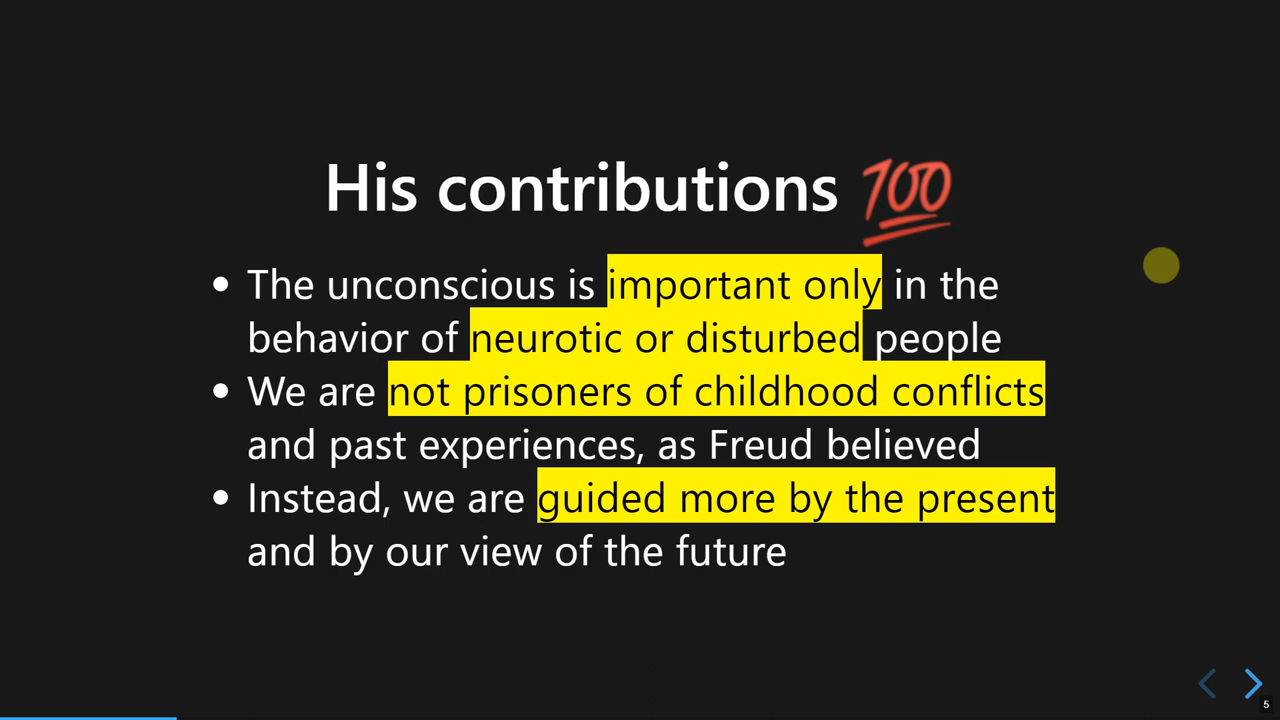 His contributions 💯
• The unconscious is important only in the
behavior of neurotic or disturbed people
• We are not prisoners of childhood conflicts
and past experiences, as Freud believed
• Instead, we are guided more by the present
and by our view of the future
5